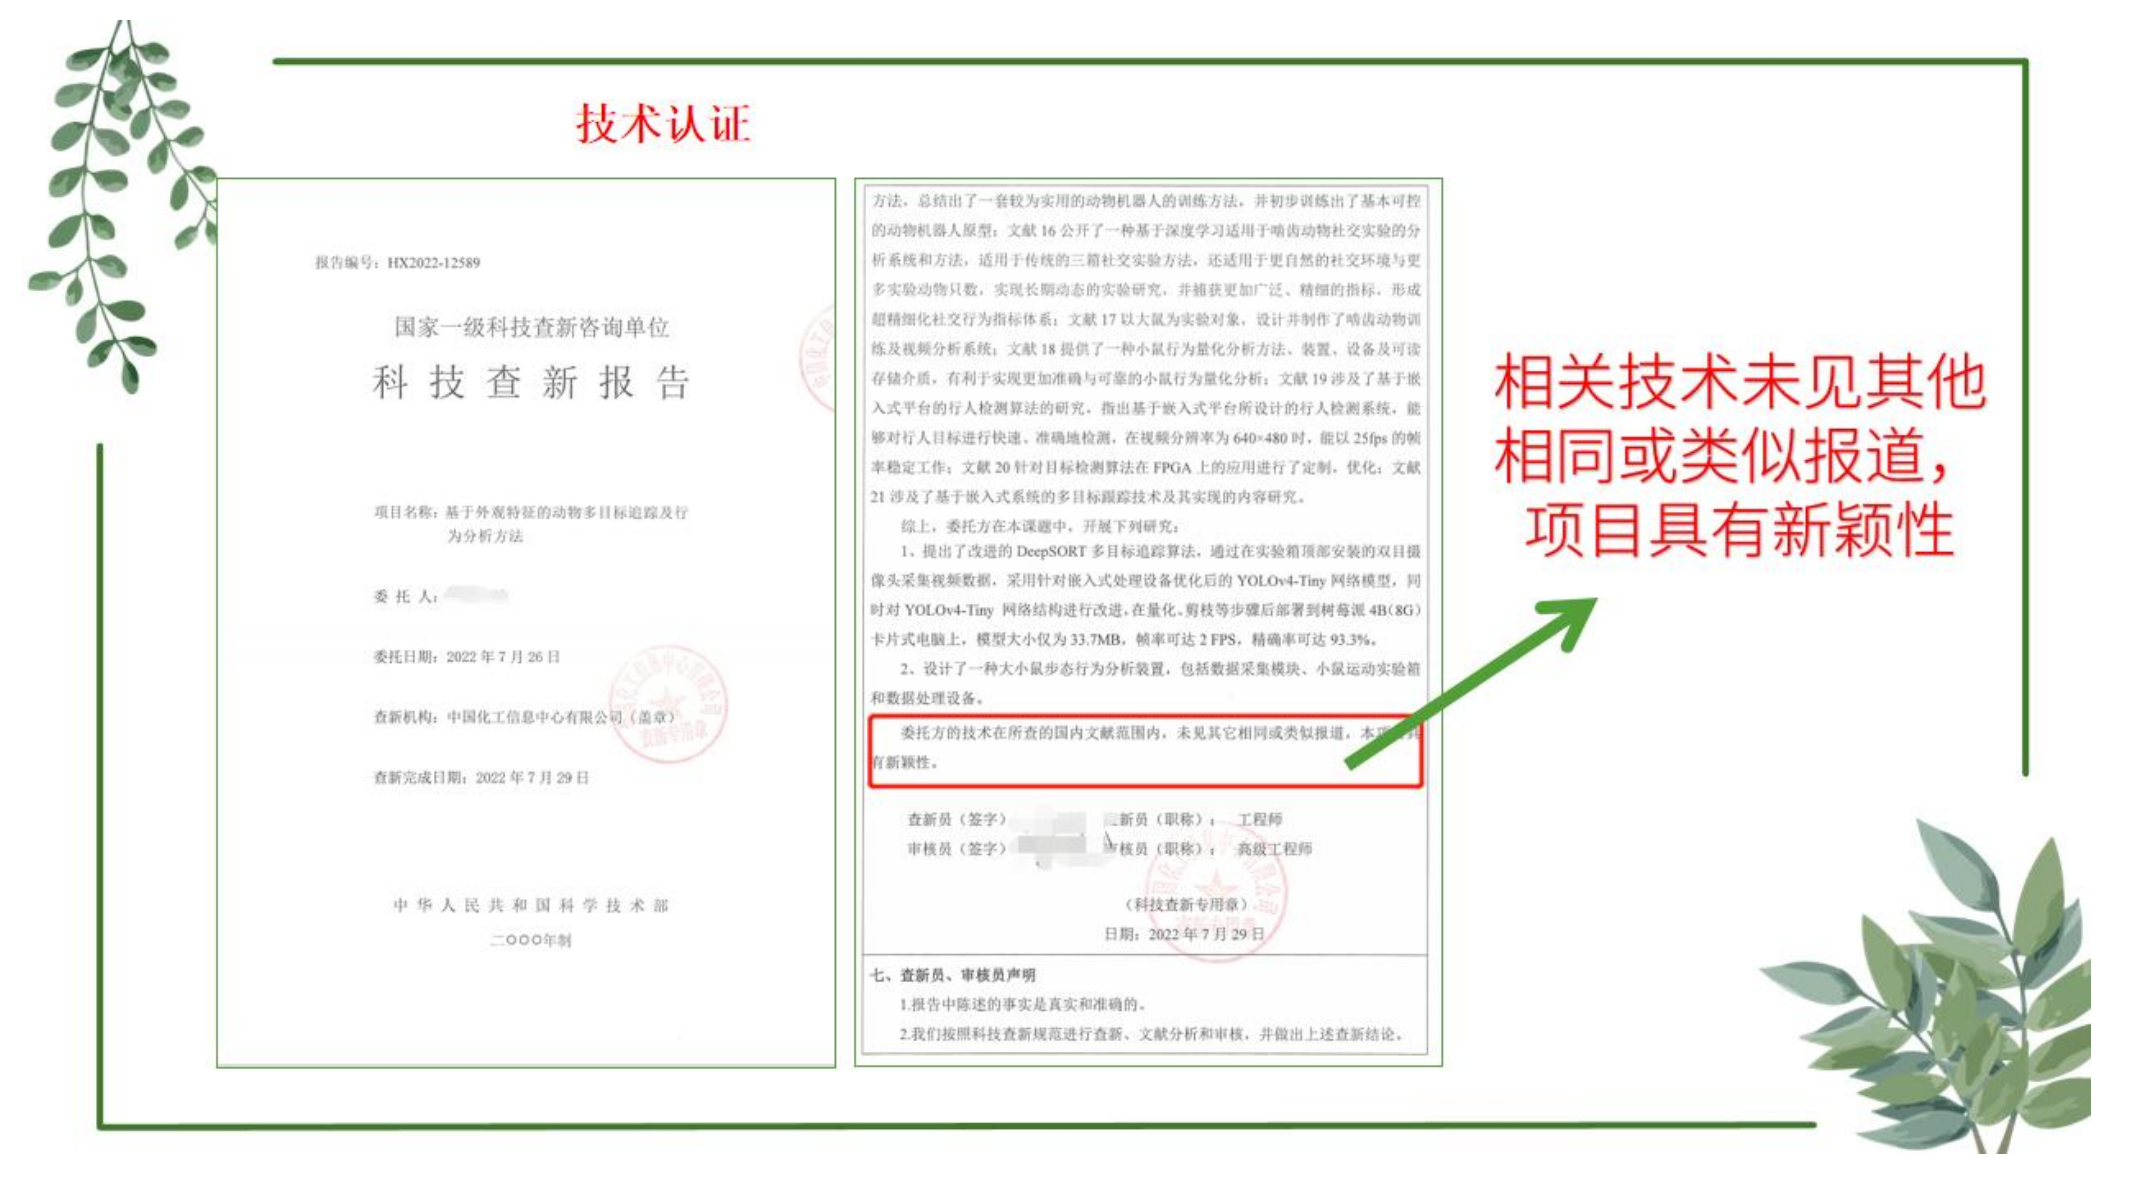 技术认证
报告编号：HX2022-12589
国家一级科技查新咨询单位
科技查新报告
项目名称：基于外观特征的动物多目标追踪及行
为分析方法
委 托 人：
委托日期：2022 年 7 月 26 日
查新机构：中国化工信息中心有限公司（盖章）
查新完成日期：2022 年 7 月 29 日
中华人民共和国科学技术部
二〇〇〇年制
方法，总结出了一套较为实用的动物机器人的训练方法，并初步训练出了基本可控
的动物机器人原型；文献 16 公开了一种基于深度学习适用于啮齿动物社交实验的分
析系统和方法，适用于传统的三箱社交实验方法，还适用于更自然的社交环境与更
多实验动物只数，实现长期动态的实验研究，并捕获更加广泛、精细的指标，形成
超精细化社交行为指标体系；文献 17 以大鼠为实验对象，设计并制作了啮齿动物训
练及视频分析系统；文献 18 提供了一种小鼠行为量化分析方法、装置、设备及可读
存储介质，有利于实现更加准确与可靠的小鼠行为量化分析；文献 19 涉及了基于嵌
入式平台的行人检测算法的研究，指出基于嵌入式平台所设计的行人检测系统，能
够对行人目标进行快速、准确地检测，在视频分辨率为 640×480 时，能以 25fps 的帧
率稳定工作；文献 20 针对目标检测算法在 FPGA 上的应用进行了定制，优化；文献
21 涉及了基于嵌入式系统的多目标跟踪技术及其实现的内容研究。
综上，委托方在本课题中，开展下列研究：
1、提出了改进的 DeepSORT 多目标追踪算法，通过在实验箱顶部安装的双目摄
像头采集视频数据，采用针对嵌入式处理设备优化后的 YOLOv4-Tiny 网络模型，同
时对 YOLOv4-Tiny 网络结构进行改进，在量化、剪枝等步骤后部署到树莓派 4B（8G）
卡片式电脑上，模型大小仅为 33.7MB，帧率可达 2 FPS，精确率可达 93.3%。
2、设计了一种大小鼠步态行为分析装置，包括数据采集模块、小鼠运动实验箱
和数据处理设备。
委托方的技术在所查的国内文献范围内，未见其它相同或类似报道，本项目具
有新颖性。
查新员（签字） 查新员（职称）： 工程师
审核员（签字） 审核员（职称）： 高级工程师
（科技查新专用章）
日期：2022 年 7 月 29 日
七、查新员、审核员声明
1.报告中陈述的事实是真实和准确的。
2.我们按照科技查新规范进行查新、文献分析和审核，并做出上述查新结论。
相关技术未见其他
相同或类似报道，
项目具有新颖性